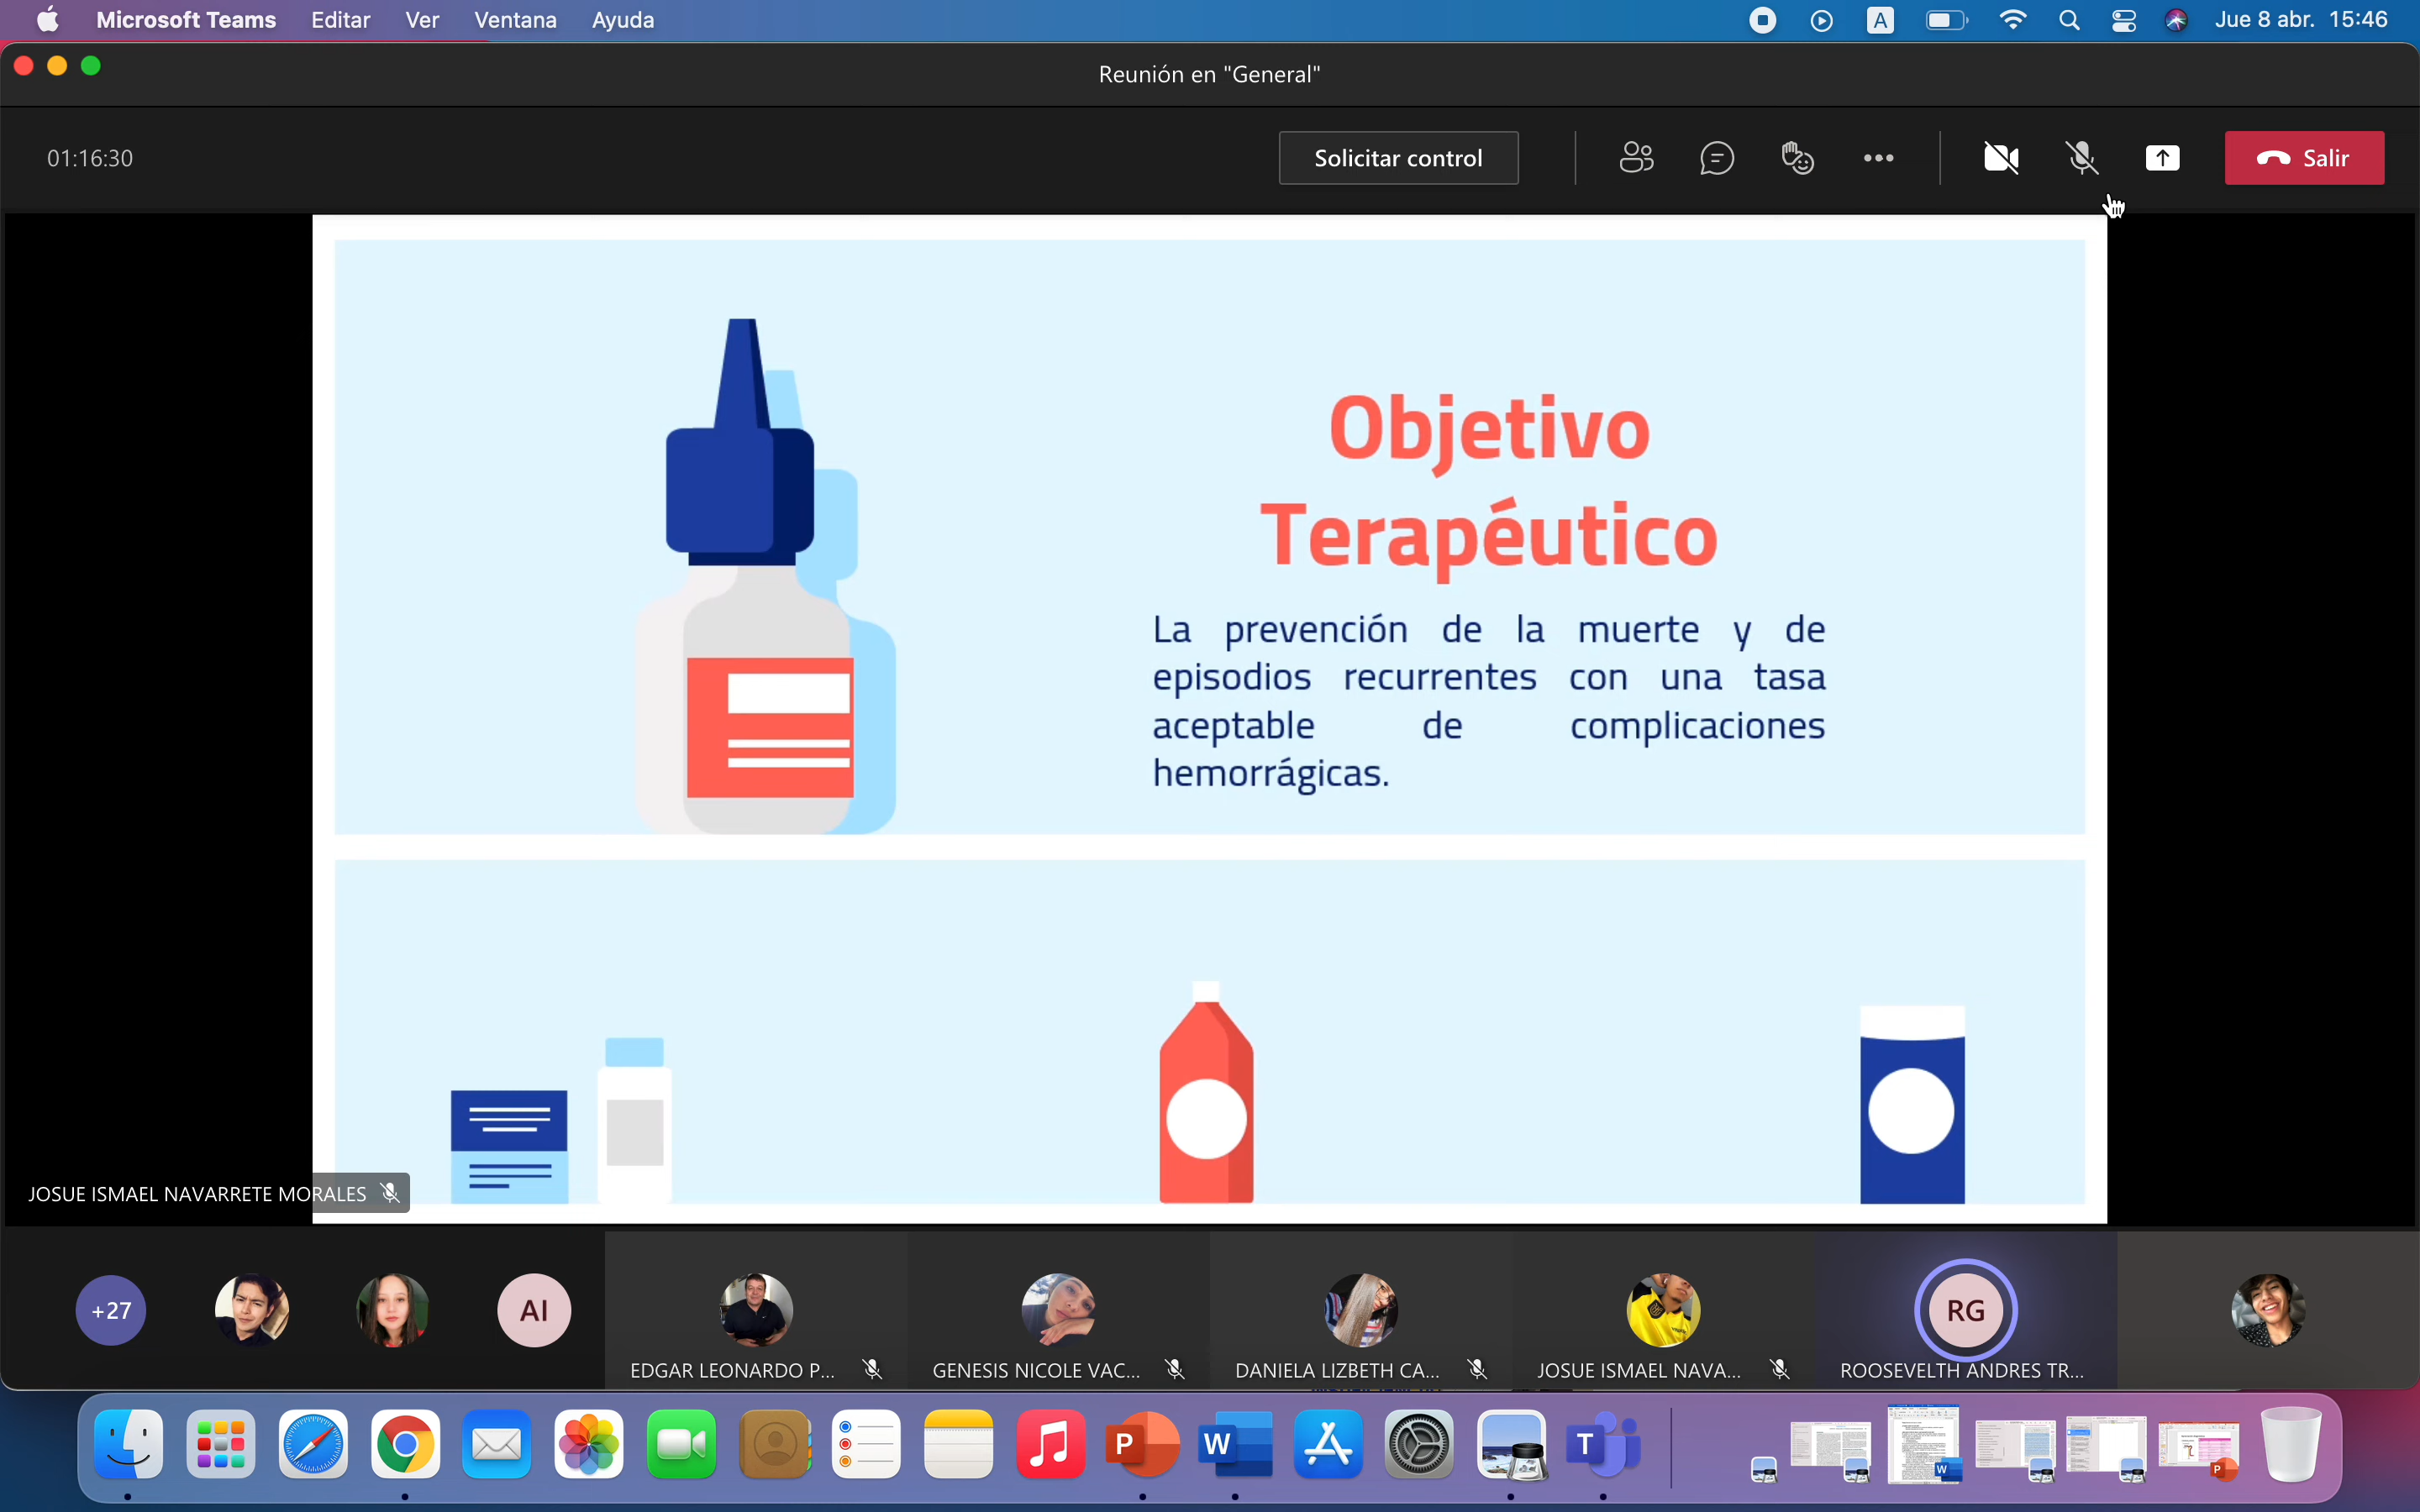 Microsoft Teams Editar Ver Ventana Ayuda
A
Jue 8 abr. 15:46
Reunión en "General"
01:16:30
Solicitar control
Salir
Objetivo
Terapéutico
La prevención de la muerte y de
episodios recurrentes con una tasa
aceptable de complicaciones
hemorrágicas.
JOSUE ISMAEL NAVARRETE MORALES
+27
AI
RG
EDGAR LEONARDO P...
GENESIS NICOLE VAC...
DANIELA LIZBETH CA...
JOSUE ISMAEL NAVA...
ROOSEVELTH ANDRES TR...
P
W
T
W
P